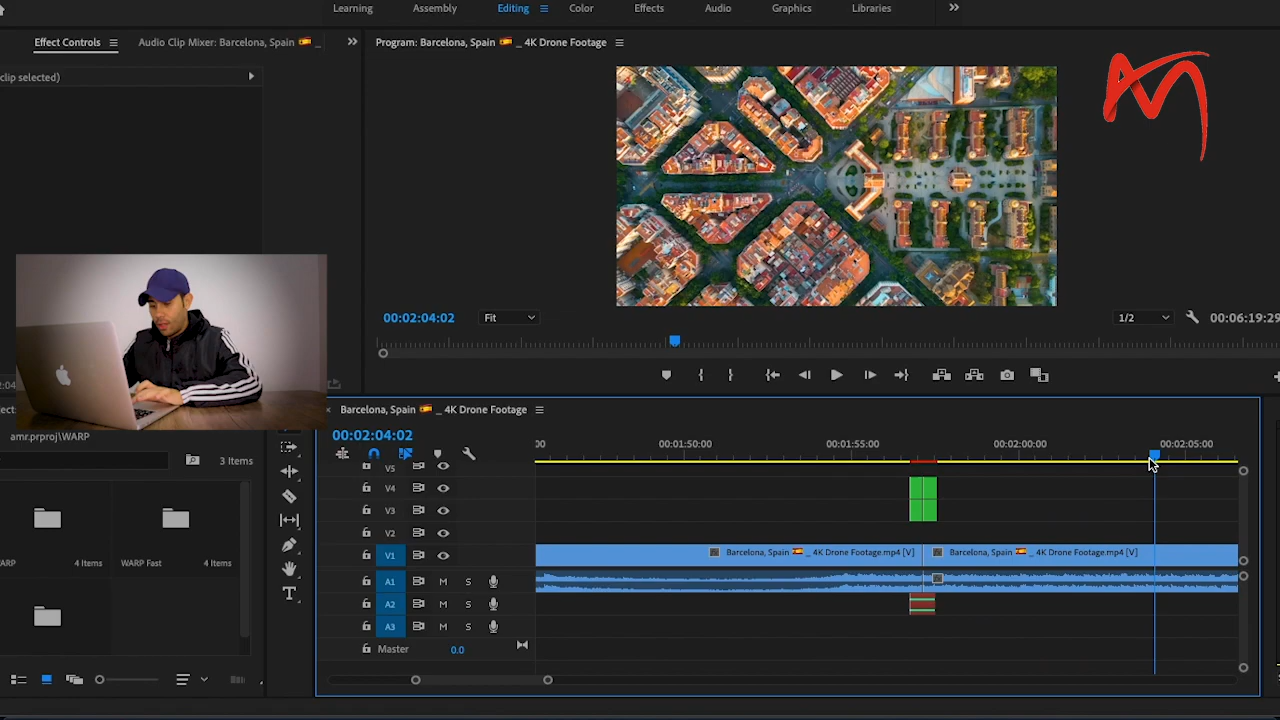 Learning Assembly Editing Color Effects Audio Graphics Libraries
Effect Controls Audio Clip Mixer: Barcelona, Spain 🇪🇸 _
Program: Barcelona, Spain 🇪🇸 _ 4K Drone Footage
clip selected)
00:02:04:02 Fit 1/2 00:06:19:29
Barcelona, Spain 🇪🇸 _ 4K Drone Footage
00:02:04:02
:00 01:50:00 01:55:00 02:00:00 02:05:00
amr.prproj\WARP
3 Items
V5
V4
V3
V2
V1 Barcelona, Spain 🇪🇸 _ 4K Drone Footage.mp4 [V] Barcelona, Spain 🇪🇸 _ 4K Drone Footage.mp4 [V]
A1 M S
A2 M S
A3 M S
Master 0.0
4 Items WARP Fast 4 Items